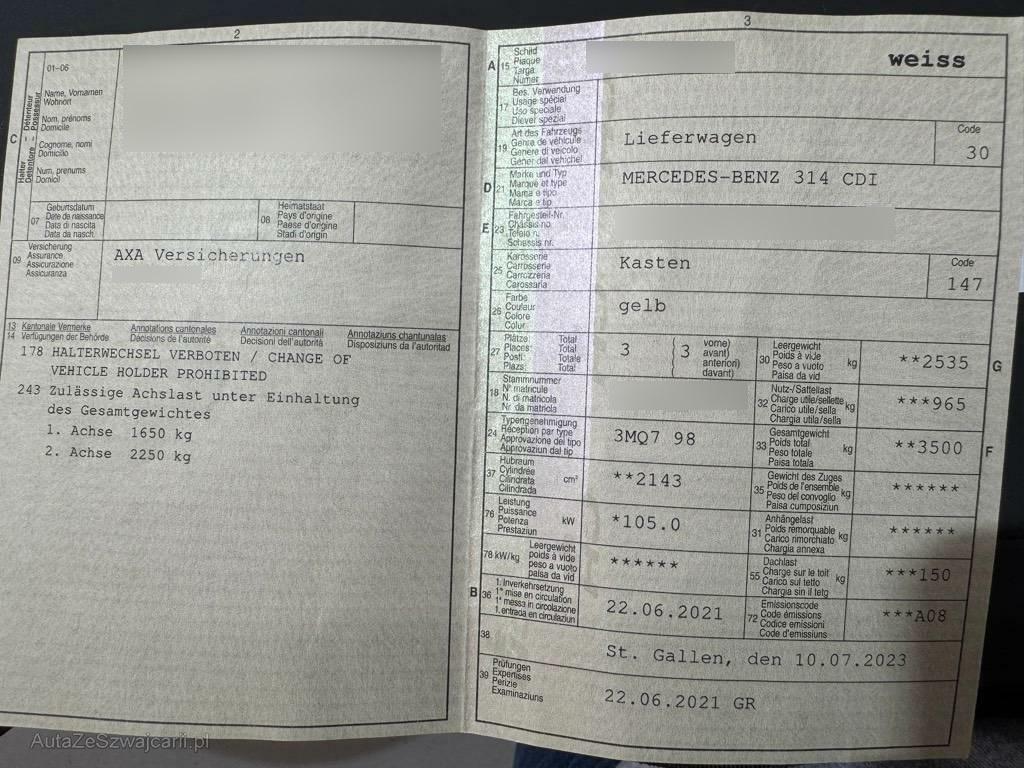 2
01-06
Name, Vornamen
Wohnort
Nom, prénoms
Domicile
Cognome, nomi
Domicilio
Num, prenums
Domicil
C
Halter Détenteur
Detentore Possessur
07
Geburtsdatum
Date de naissance
Data di nascita
Data da nasch.
08
Heimatstaat
Pays d'origine
Paese d'origine
Stadi d'origin
09
Versicherung
Assurance
Assicurazione
Assicuranza
AXA Versicherungen
13 Kantonale Vermerke Annotations cantonales Annotazioni cantonali Annotaziuns chantunalas
14 Verfügungen der Behörde Décisions de l'autorité Decisioni dell'autorità Disposiziuns da l'autoritad
178 HALTERWECHSEL VERBOTEN / CHANGE OF
VEHICLE HOLDER PROHIBITED
243 Zulässige Achslast unter Einhaltung
des Gesamtgewichtes
1. Achse 1650 kg
2. Achse 2250 kg
AutaZeSzwajcarii.pl
3
A 15
Schild
Plaque
Targa
Numer
weiss
17
Bes. Verwendung
Usage spécial
Uso speciale
Diever spezial
19
Art des Fahrzeugs
Genre de véhicule
Genere di veicolo
Gener dal vehichel
Lieferwagen
Code
30
D 21
Marke und Typ
Marque et type
Marca e tipo
Marca e tip
MERCEDES-BENZ 314 CDI
E 23
Fahrgestell-Nr.
Châssis no
Telaio n.
Schassis nr.
25
Karosserie
Carrosserie
Carrozzeria
Carossaria
Kasten
Code
147
26
Farbe
Couleur
Colore
Colur
gelb
27
Plätze: Total
Places: Total
Posti: Totale
Plazs: Total
3
3
vorne)
avant)
anteriori)
davant)
30
Leergewicht
Poids à vide
Peso a vuoto
Paisa da vid
kg
**2535
G
18
Stammnummer
N° matricule
N. di matricola
Nr. da matricla
32
Nutz-/Sattellast
Charge utile/sellette
Carico utile/sella
Chargia utila/sella
kg
***965
24
Typengenehmigung
Réception par type
Approvazione del tipo
Approvaziun dal tip
3MQ7 98
33
Gesamtgewicht
Poids total
Peso totale
Paisa totala
kg
**3500
F
37
Hubraum
Cylindrée
Cilindrata
Cilindrada
cm³
**2143
35
Gewicht des Zuges
Poids de l'ensemble
Peso del convoglio
Paisa cumposiziun
kg
******
76
Leistung
Puissance
Potenza
Prestaziun
kW
*105.0
31
Anhängelast
Poids remorquable
Carico rimorchiato
Chargia annexa
kg
******
78 kW/kg
Leergewicht
poids à vide
peso a vuoto
paisa da vid
******
55
Dachlast
Charge sur le toit
Carico sul tetto
Chargia sin il tetg
kg
***150
B 36
1. Inverkehrsetzung
1re mise en circulation
1a messa in circolazione
1. entrada en circulaziun
22.06.2021
72
Emissionscode
Code émissions
Codice emissioni
Code d'emissiuns
***A08
38
St. Gallen, den 10.07.2023
39
Prüfungen
Expertises
Perizie
Examinaziuns
22.06.2021 GR